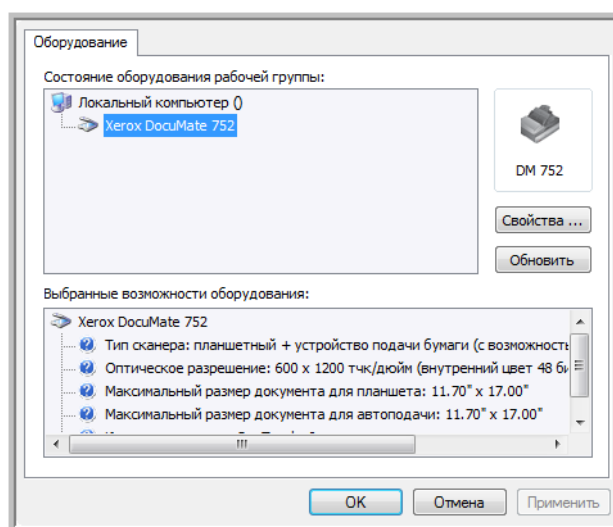 Оборудование
Состояние оборудования рабочей группы:
Локальный компьютер ()
Xerox DocuMate 752
DM 752
Свойства ...
Обновить
Выбранные возможности оборудования:
Xerox DocuMate 752
Тип сканера: планшетный + устройство подачи бумаги (с возможность
Оптическое разрешение: 600 x 1200 тчк/дюйм (внутренний цвет 48 би
Максимальный размер документа для планшета: 11.70" x 17.00"
Максимальный размер документа для автоподачи: 11.70" x 17.00"
OK
Отмена
Применить